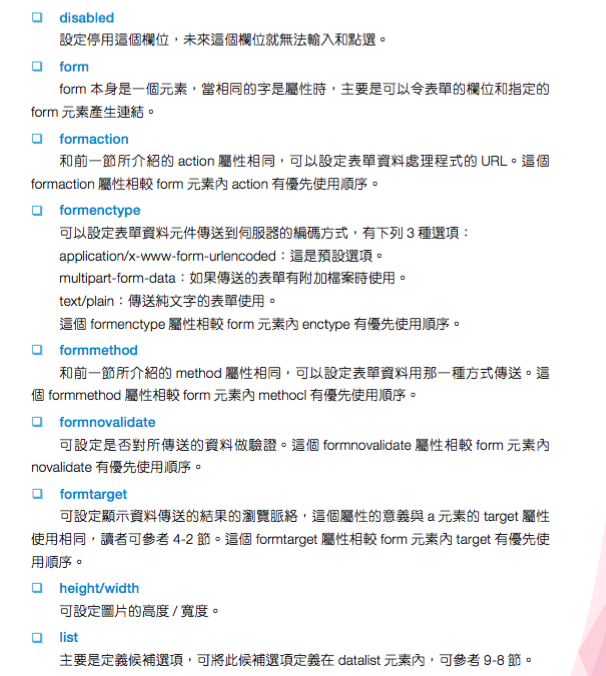 ❑ disabled
設定停用這個欄位，未來這個欄位就無法輸入和點選。
❑ form
form 本身是一個元素，當相同的字是屬性時，主要是可以令表單的欄位和指定的
form 元素產生連結。
❑ formaction
和前一節所介紹的 action 屬性相同，可以設定表單資料處理程式的 URL。這個
formaction 屬性相較 form 元素內 action 有優先使用順序。
❑ formenctype
可以設定表單資料元件傳送到伺服器的編碼方式，有下列 3 種選項：
application/x-www-form-urlencoded：這是預設選項。
multipart-form-data：如果傳送的表單有附加檔案時使用。
text/plain：傳送純文字的表單使用。
這個 formenctype 屬性相較 form 元素內 enctype 有優先使用順序。
❑ formmethod
和前一節所介紹的 method 屬性相同，可以設定表單資料用那一種方式傳送。這
個 formmethod 屬性相較 form 元素內 methocl 有優先使用順序。
❑ formnovalidate
可設定是否對所傳送的資料做驗證。這個 formnovalidate 屬性相較 form 元素內
novalidate 有優先使用順序。
❑ formtarget
可設定顯示資料傳送的結果的瀏覽脈絡，這個屬性的意義與 a 元素的 target 屬性
使用相同，讀者可參考 4-2 節。這個 formtarget 屬性相較 form 元素內 target 有優先使
用順序。
❑ height/width
可設定圖片的高度 / 寬度。
❑ list
主要是定義候補選項，可將此候補選項定義在 datalist 元素內，可參考 9-8 節。